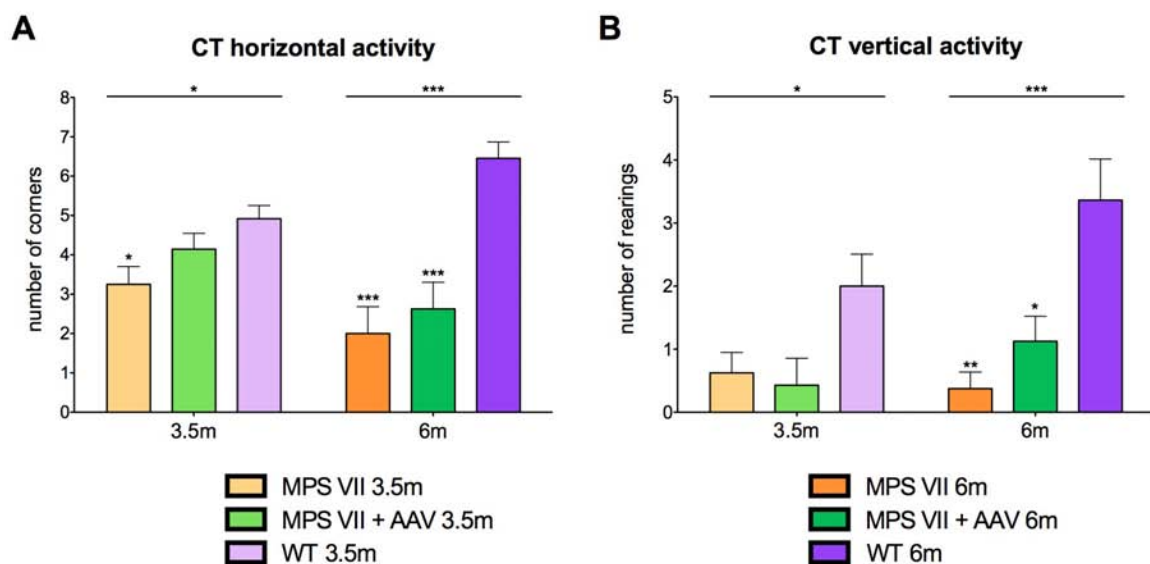 A
CT horizontal activity
number of corners
8
7
6
5
4
3
2
1
0
*
***
*
***
***
3.5m
6m
MPS VII 3.5m
MPS VII + AAV 3.5m
WT 3.5m
B
CT vertical activity
number of rearings
5
4
3
2
1
0
*
***
**
*
3.5m
6m
MPS VII 6m
MPS VII + AAV 6m
WT 6m